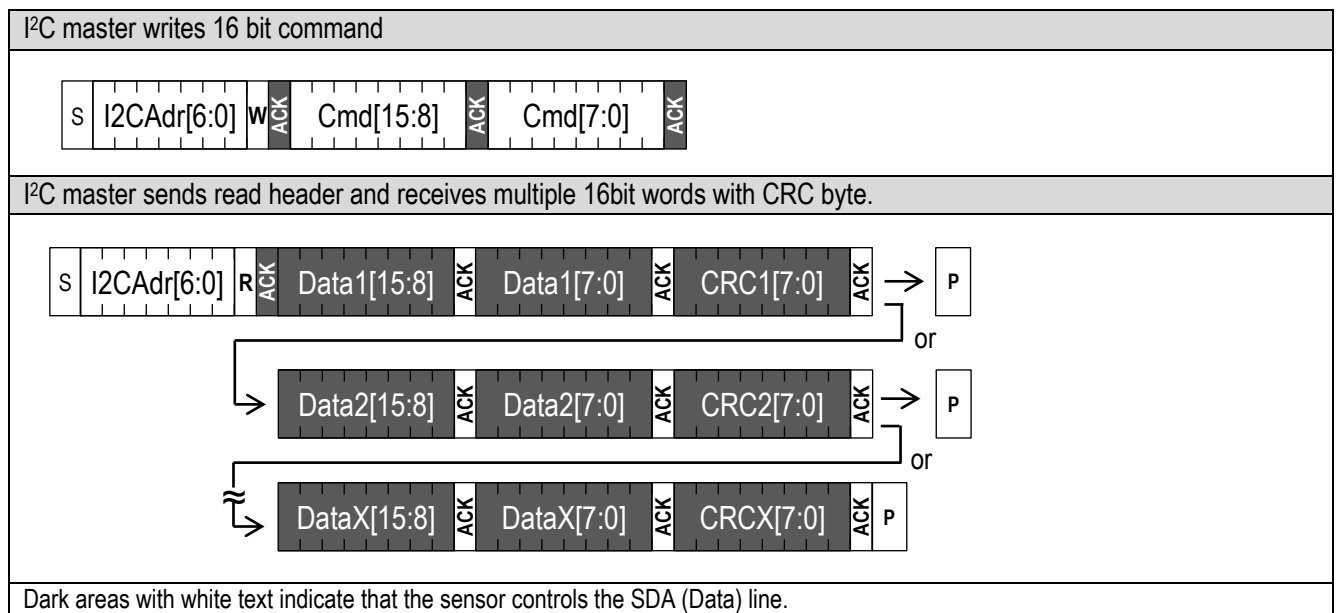 I²C master writes 16 bit command
S I2CAdr[6:0] W ACK Cmd[15:8] ACK Cmd[7:0] ACK
I²C master sends read header and receives multiple 16bit words with CRC byte.
S I2CAdr[6:0] R ACK Data1[15:8] ACK Data1[7:0] ACK CRC1[7:0] ACK → P
or
Data2[15:8] ACK Data2[7:0] ACK CRC2[7:0] ACK → P
or
≈
DataX[15:8] ACK DataX[7:0] ACK CRCX[7:0] ACK P
Dark areas with white text indicate that the sensor controls the SDA (Data) line.